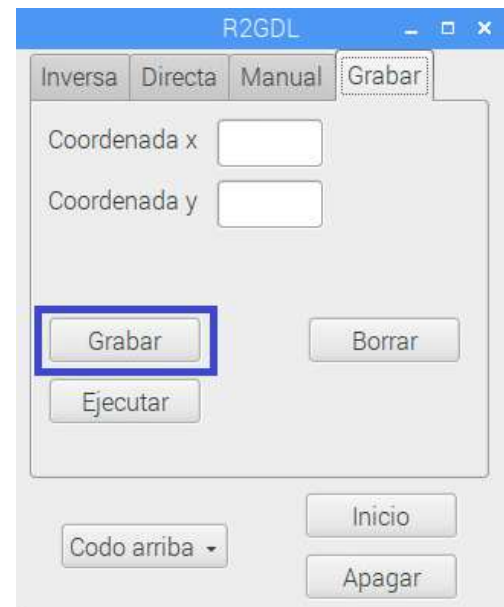 R2GDL
Inversa Directa Manual Grabar
Coordenada x
Coordenada y
Grabar Borrar
Ejecutar
Inicio
Codo arriba
Apagar